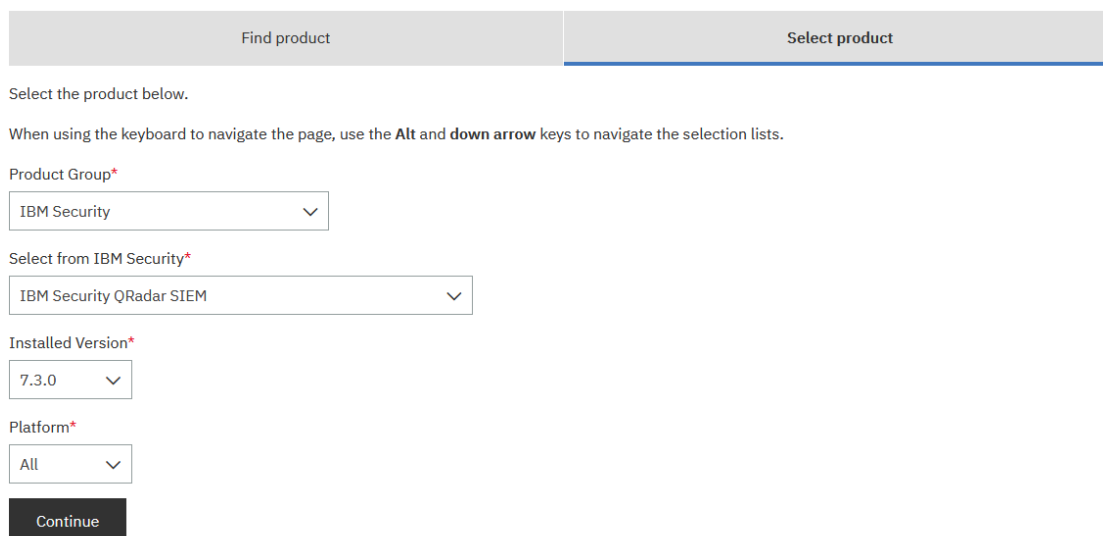 Find product
Select product
Select the product below.
When using the keyboard to navigate the page, use the Alt and down arrow keys to navigate the selection lists.
Product Group*
IBM Security
Select from IBM Security*
IBM Security QRadar SIEM
Installed Version*
7.3.0
Platform*
All
Continue